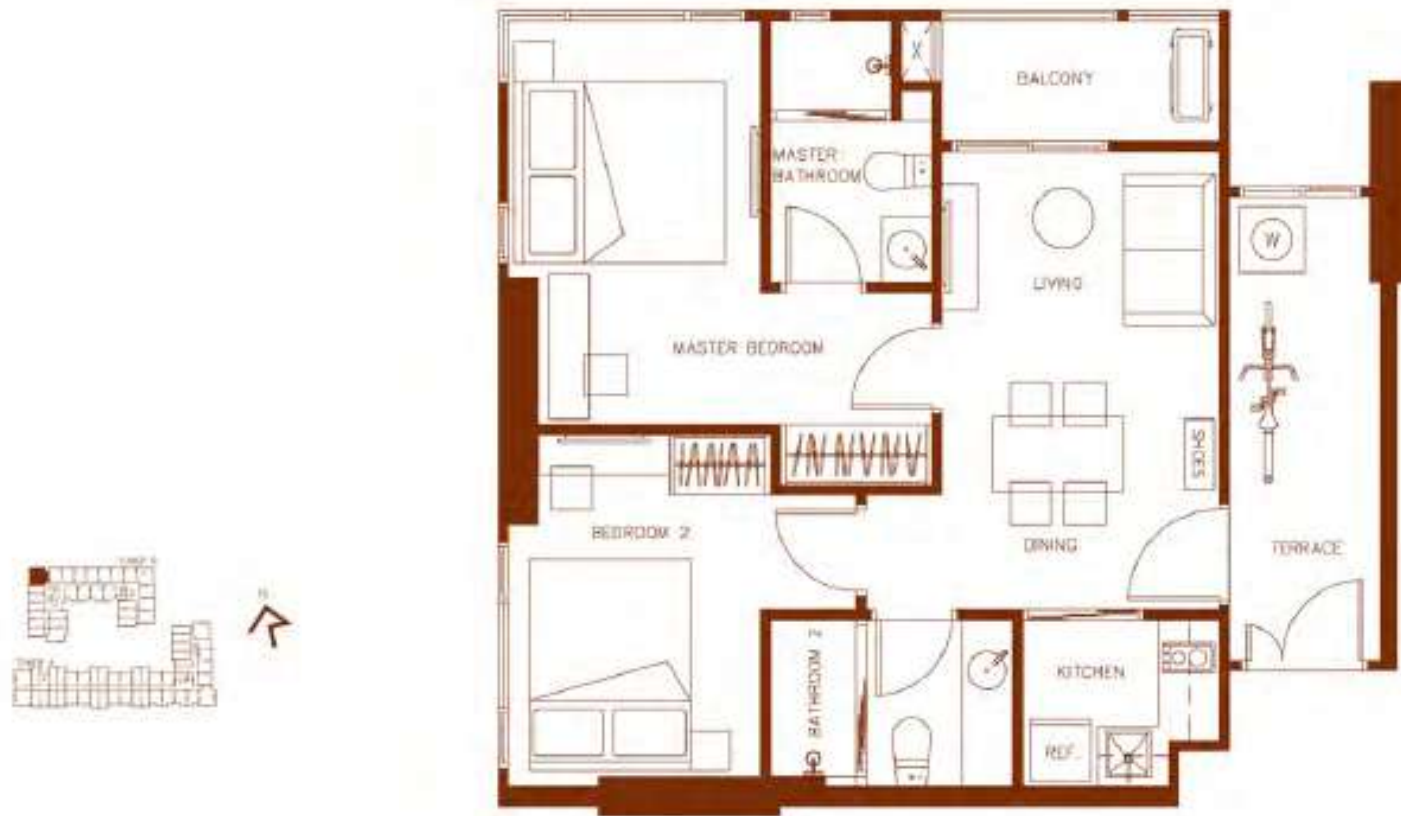 X
BALCONY
MASTER
BATHROOM
W
LIVING
MASTER BEDROOM
SHOES
BEDROOM 2
DINING
TERRACE
BATHROOM 2
KITCHEN
REF.
N